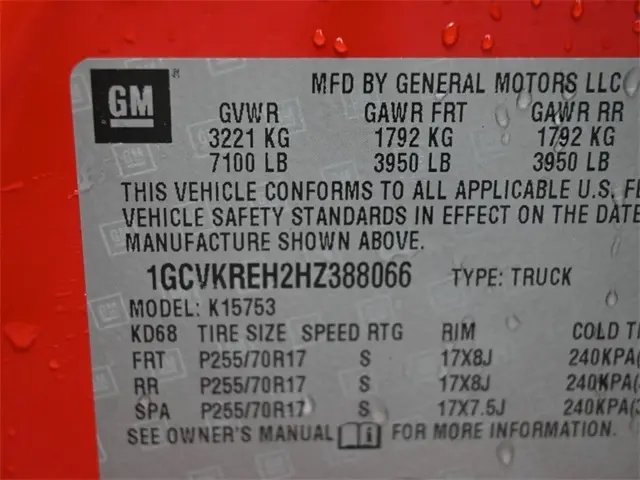 GM
MFD BY GENERAL MOTORS LLC
GVWR GAWR FRT GAWR RR
3221 KG 1792 KG 1792 KG
7100 LB 3950 LB 3950 LB
THIS VEHICLE CONFORMS TO ALL APPLICABLE U.S. FE
VEHICLE SAFETY STANDARDS IN EFFECT ON THE DATE
MANUFACTURE SHOWN ABOVE.
1GCVKREH2HZ388066 TYPE: TRUCK
MODEL: K15753
KD68 TIRE SIZE SPEED RTG RIM COLD TI
FRT P255/70R17 S 17X8J 240KPA(
RR P255/70R17 S 17X8J 240KPA(
SPA P255/70R17 S 17X7.5J 240KPA(
SEE OWNER'S MANUAL FOR MORE INFORMATION.